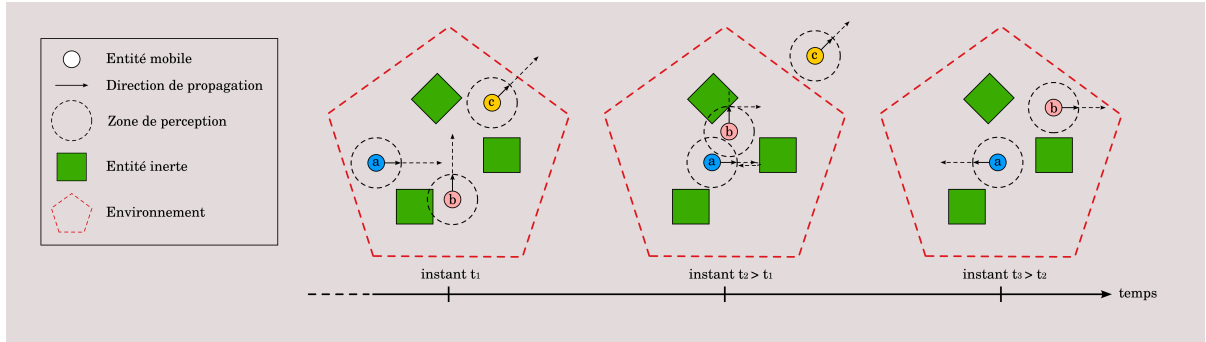 Entité mobile
Direction de propagation
Zone de perception
Entité inerte
Environnement
c
a
b
instant t₁
c
b
a
instant t₂ > t₁
b
a
instant t₃ > t₂
temps